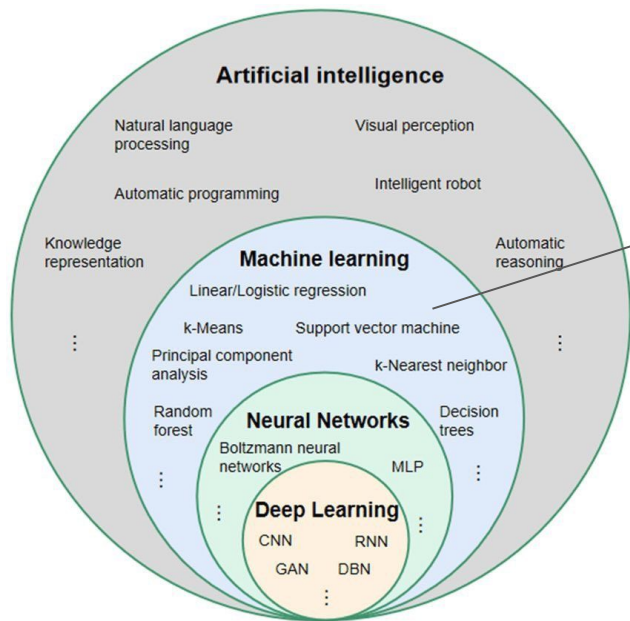 Artificial intelligence
Natural language
processing
Visual perception
Automatic programming
Intelligent robot
Knowledge
representation
Automatic
reasoning
Machine learning
Linear/Logistic regression
k-Means
Support vector machine
Principal component
analysis
k-Nearest neighbor
Random
forest
Decision
trees
Neural Networks
Boltzmann neural
networks
MLP
Deep Learning
CNN
RNN
GAN
DBN